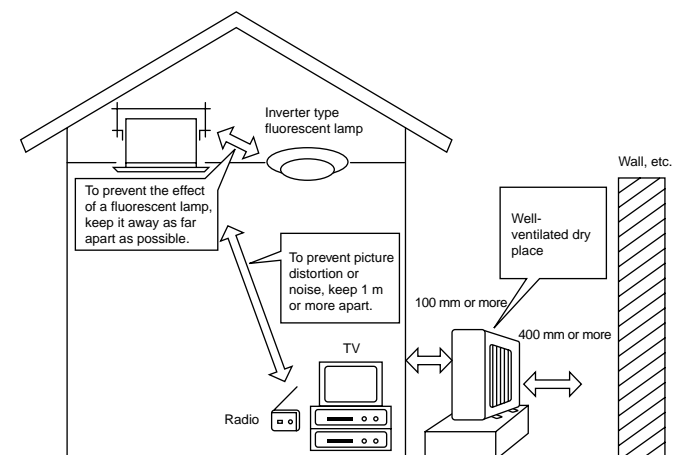 Inverter type
fluorescent lamp
To prevent the effect
of a fluorescent lamp,
keep it away as far
apart as possible.
To prevent picture
distortion or
noise, keep 1 m
or more apart.
TV
Radio
100 mm or more
Well-
ventilated dry
place
400 mm or more
Wall, etc.